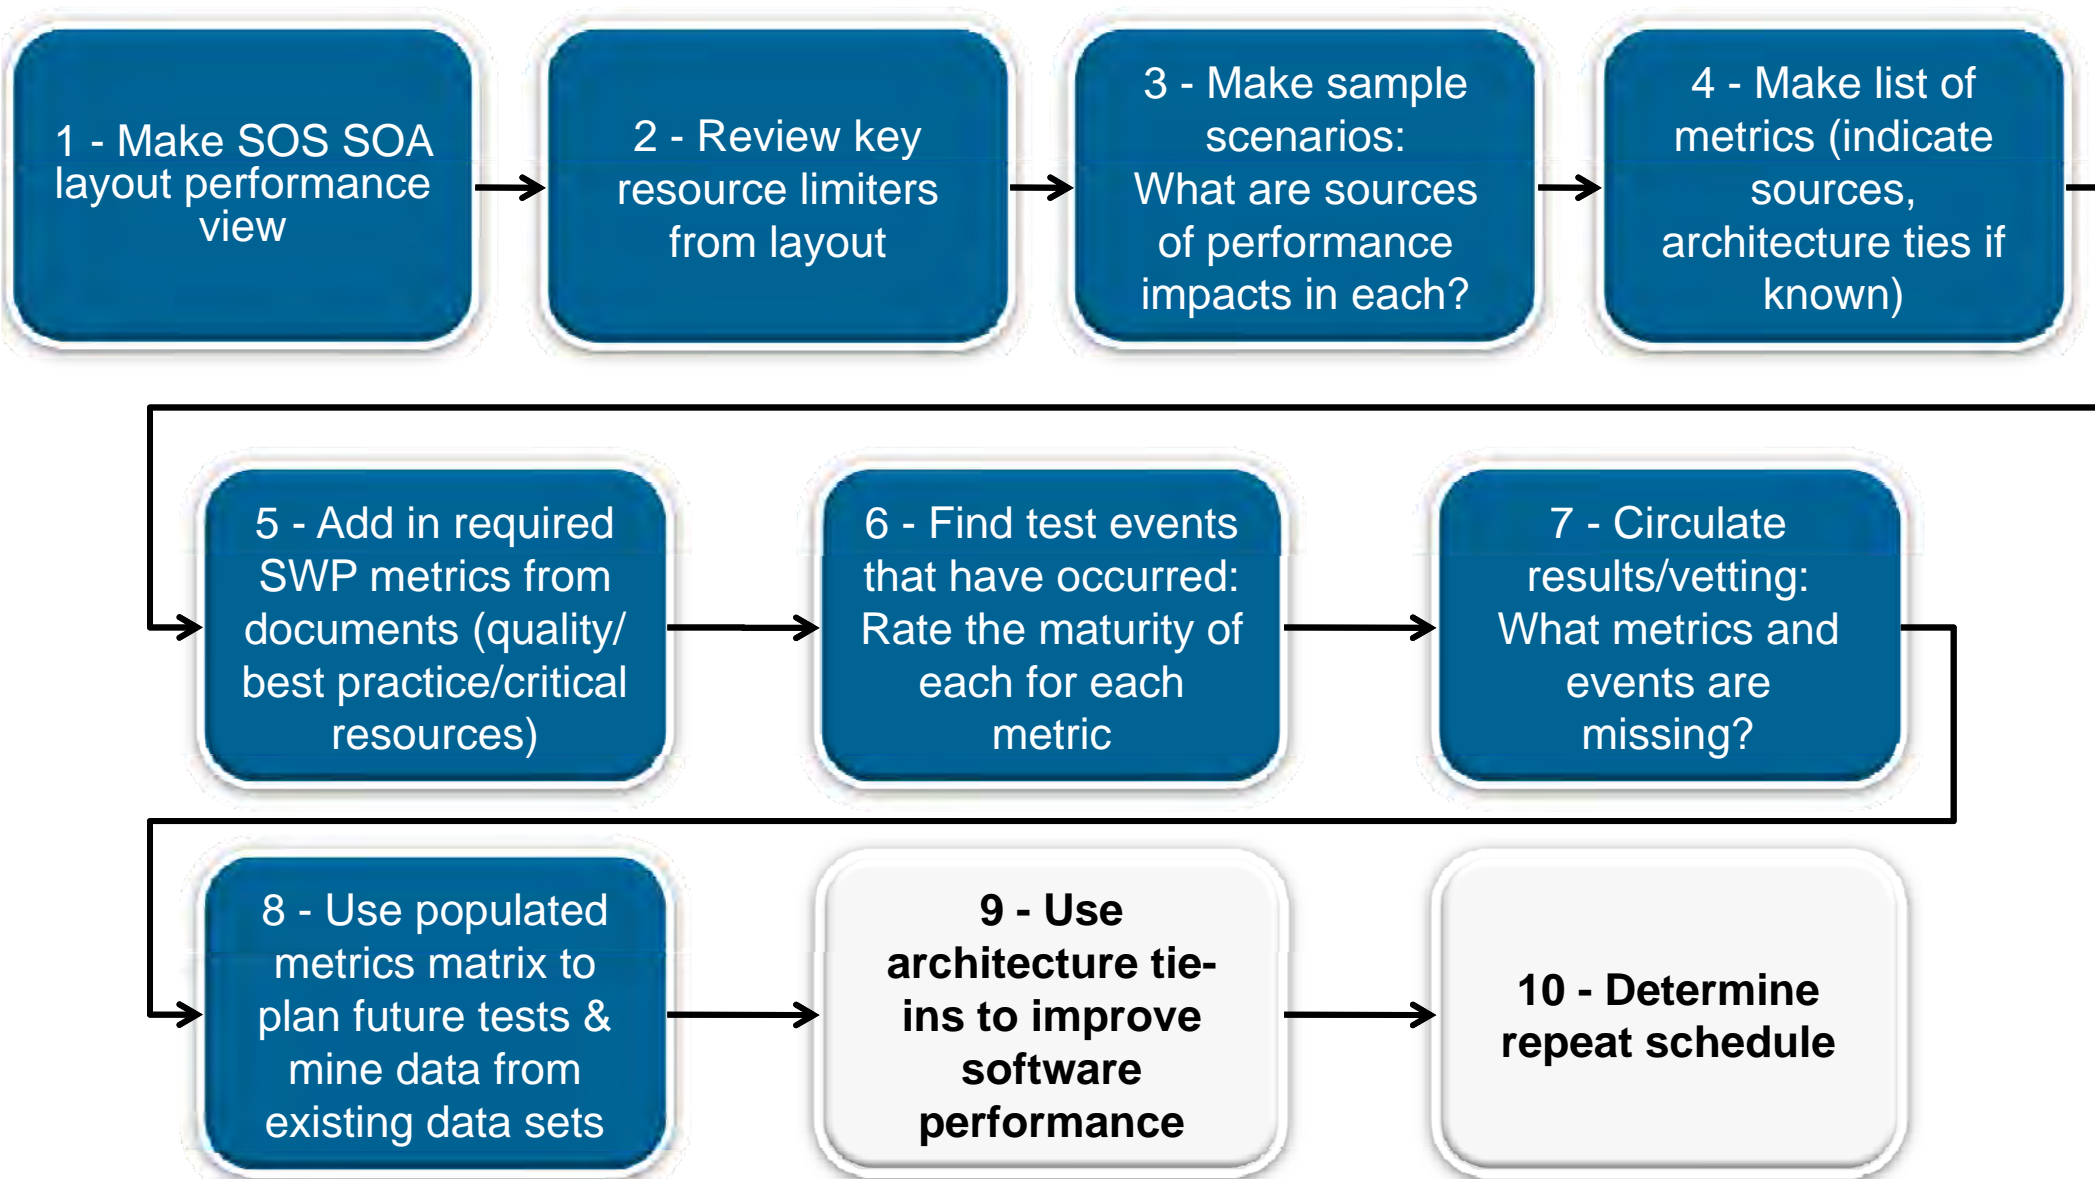 1 - Make SOS SOA
layout performance
view
2 - Review key
resource limiters
from layout
3 - Make sample
scenarios:
What are sources
of performance
impacts in each?
4 - Make list of
metrics (indicate
sources,
architecture ties if
known)
5 - Add in required
SWP metrics from
documents (quality/
best practice/critical
resources)
6 - Find test events
that have occurred:
Rate the maturity of
each for each
metric
7 - Circulate
results/vetting:
What metrics and
events are
missing?
8 - Use populated
metrics matrix to
plan future tests &
mine data from
existing data sets
9 - Use
architecture tie-
ins to improve
software
performance
10 - Determine
repeat schedule